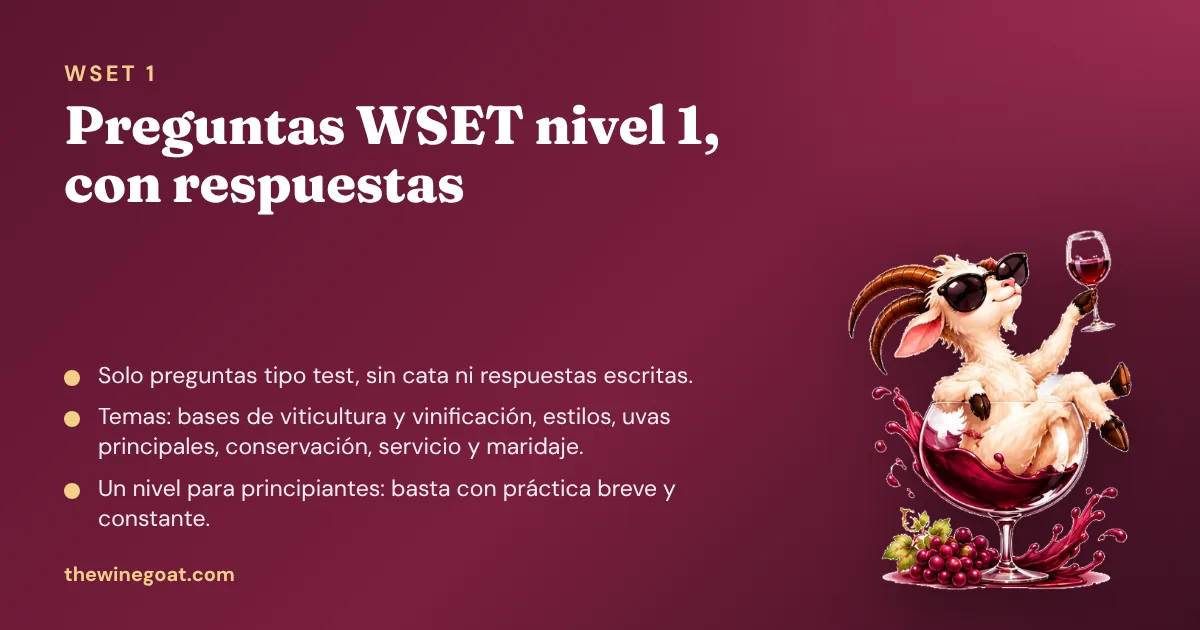 WSET 1
Preguntas WSET nivel 1,
con respuestas
Solo preguntas tipo test, sin cata ni respuestas escritas.
Temas: bases de viticultura y vinificación, estilos, uvas
principales, conservación, servicio y maridaje.
Un nivel para principiantes: basta con práctica breve y
constante.
thewinegoat.com